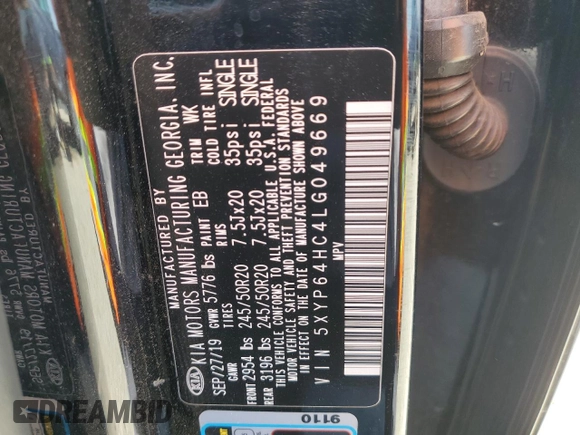 MANUFACTURED BY
KIA KIA MOTORS MANUFACTURING GEORGIA, INC.
SEP/27/19 GVWR 5776 lbs PAINT EB TRIM WK
GAWR TIRES RIMS COLD TIRE INFL
FRONT 2954 lbs 245/50R20 7.5Jx20 35psi SINGLE
REAR 3196 lbs 245/50R20 7.5Jx20 35psi SINGLE
THIS VEHICLE CONFORMS TO ALL APPLICABLE U.S.A. FEDERAL
MOTOR VEHICLE SAFETY AND THEFT PREVENTION STANDARDS
IN EFFECT ON THE DATE OF MANUFACTURE SHOWN ABOVE
VIN 5XYP64HC4LG049669
MPV
9110
DREAMBID